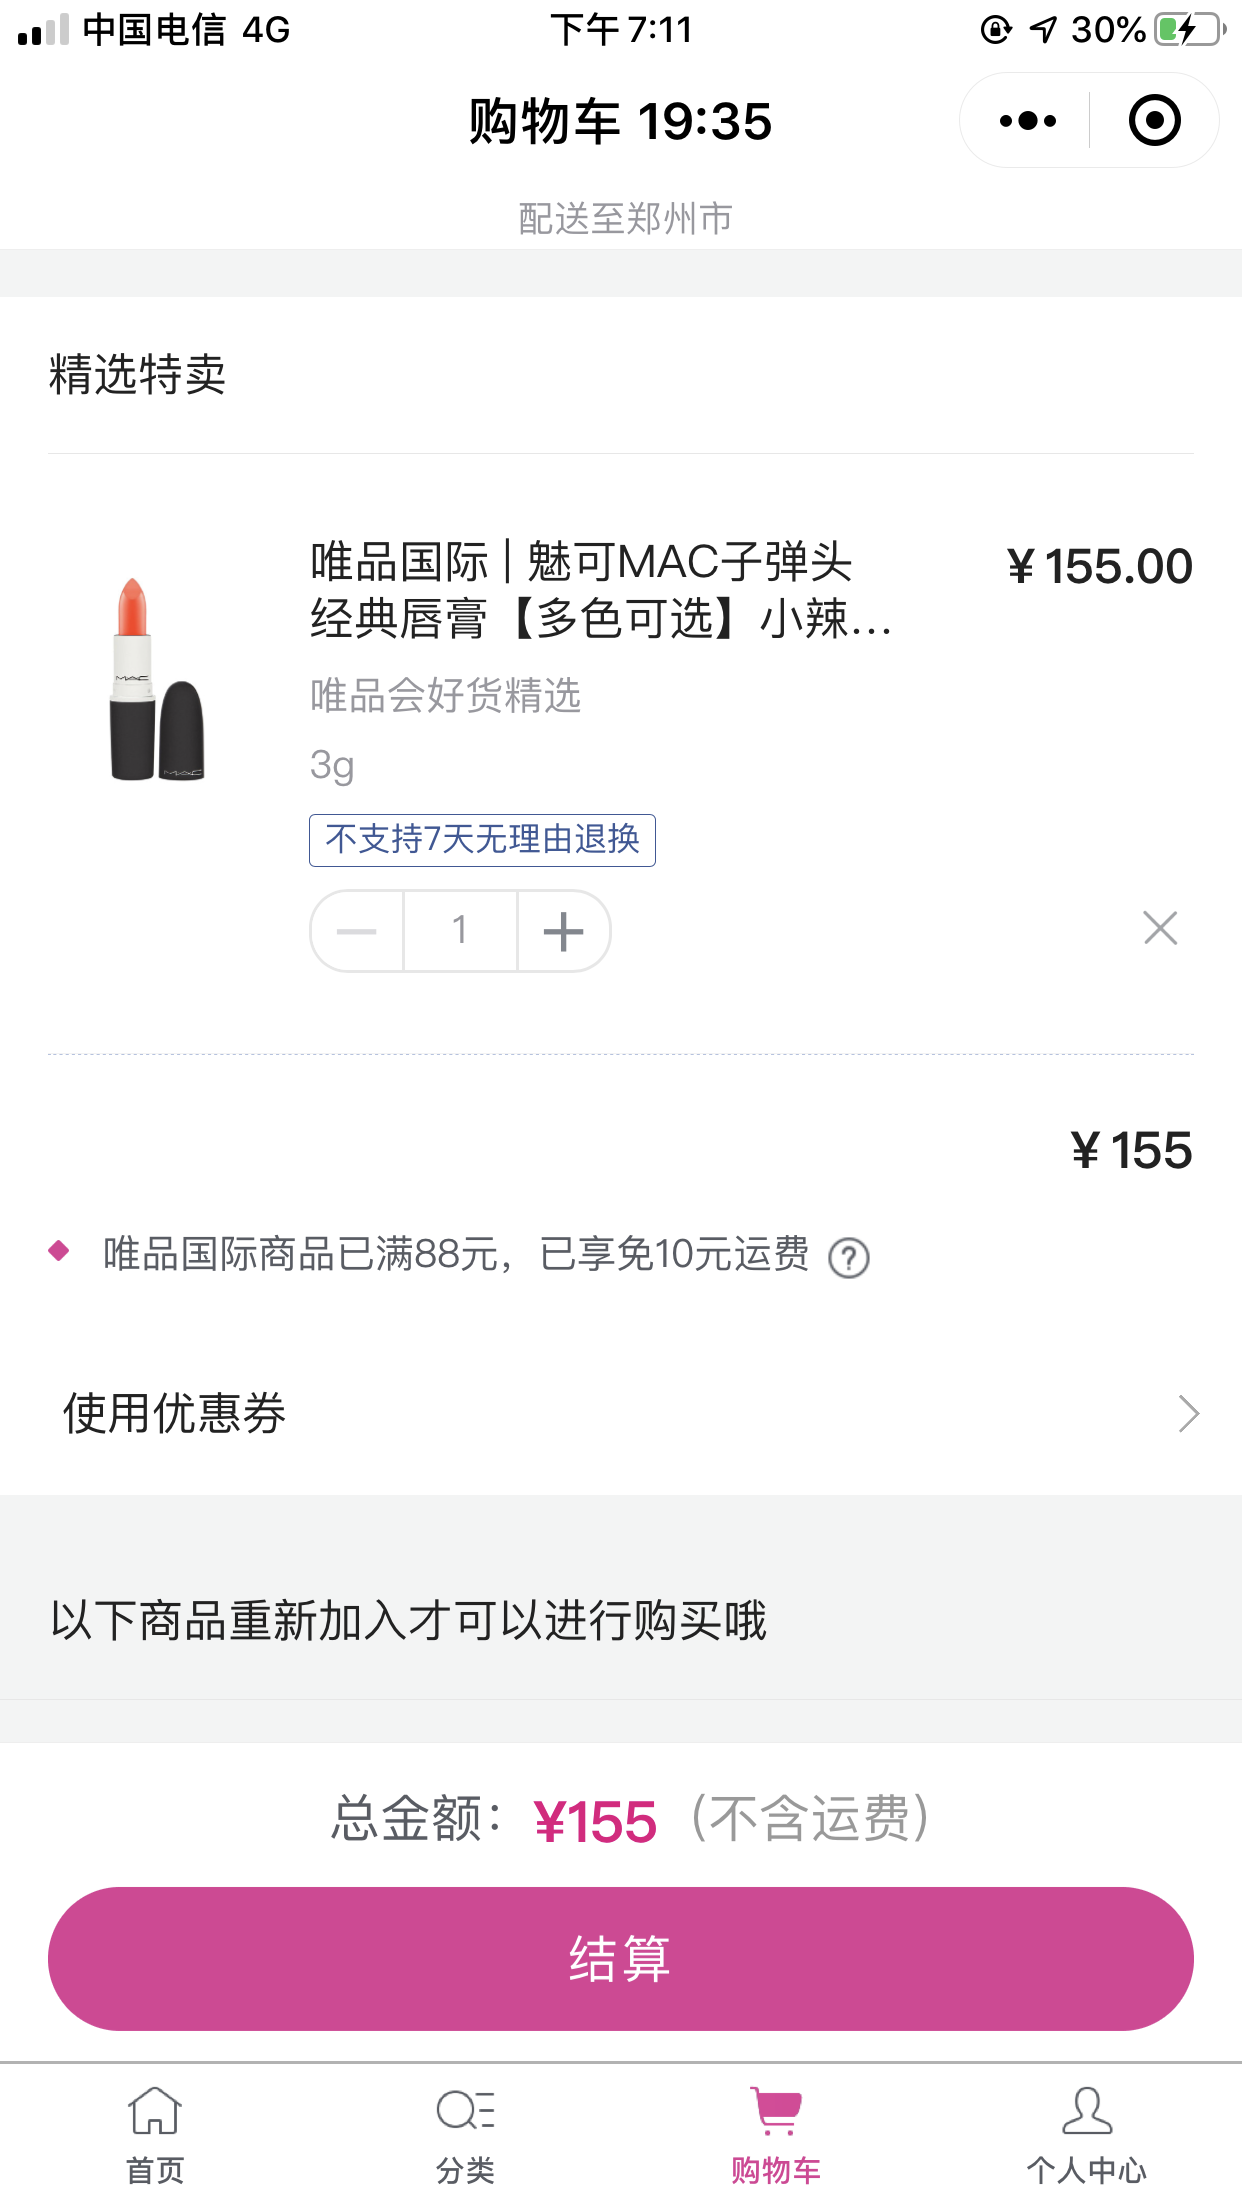 中国电信 4G 下午 7:11 30%
购物车 19:35
配送至郑州市
精选特卖
唯品国际 | 魅可MAC子弹头 ¥ 155.00
经典唇膏【多色可选】小辣...
唯品会好货精选
3g
不支持7天无理由退换
1
¥ 155
唯品国际商品已满88元，已享免10元运费 ?
使用优惠券
以下商品重新加入才可以进行购买哦
总金额：¥155（不含运费）
结算
首页 分类 购物车 个人中心
MAC
MAC